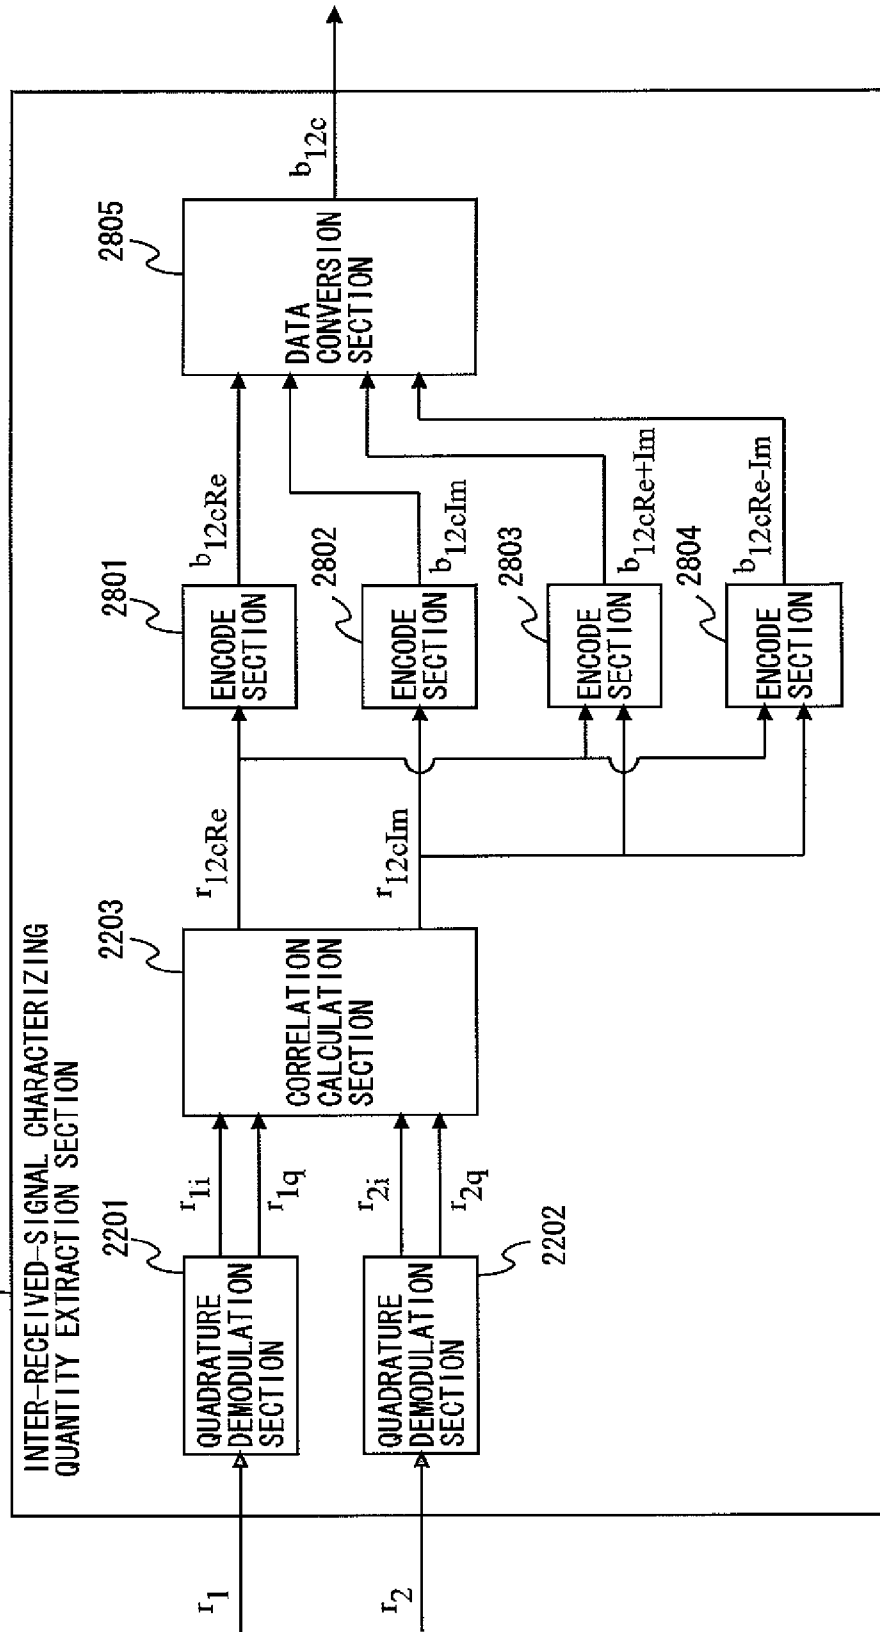 INTER-RECEIVED-SIGNAL CHARACTERIZING
QUANTITY EXTRACTION SECTION
r1
r2
2201
QUADRATURE
DEMODULATION
SECTION
QUADRATURE
DEMODULATION
SECTION
2202
r1i
r1q
r2i
r2q
2203
CORRELATION
CALCULATION
SECTION
r12cRe
r12cIm
2801
ENCODE
SECTION
2802
ENCODE
SECTION
2803
ENCODE
SECTION
2804
ENCODE
SECTION
b12cRe
b12cIm
b12cRe+Im
b12cRe-Im
2805
DATA
CONVERSION
SECTION
b12c